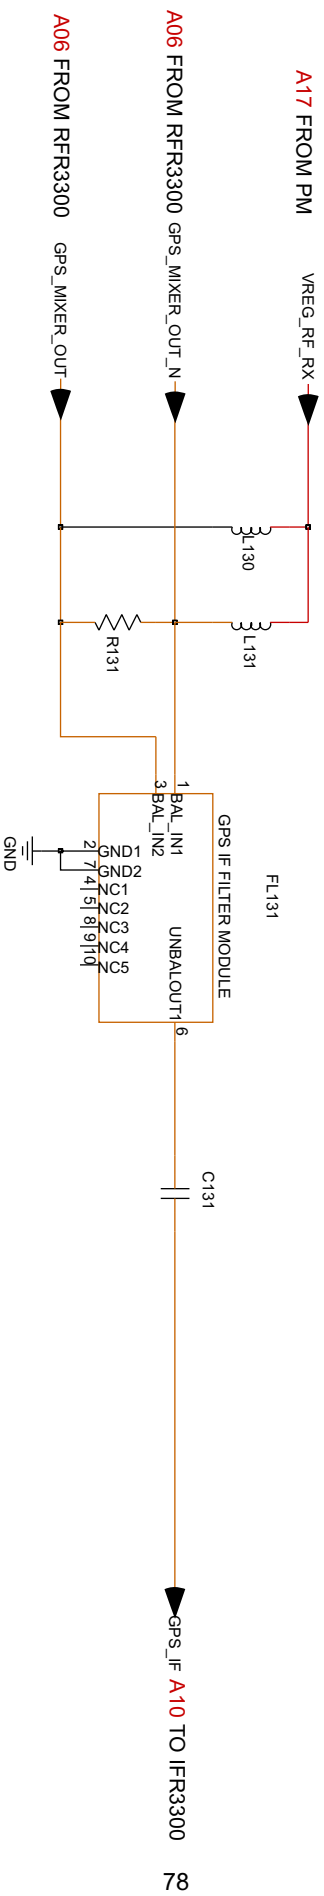 A17 FROM PM
VREG_RF_RX
A06 FROM RFR3300
GPS_MIXER_OUT_N
A06 FROM RFR3300
GPS_MIXER_OUT
L130
L131
R131
FL131
GPS IF FILTER MODULE
1
BAL_IN1
3
BAL_IN2
UNBALOUT1
6
2
GND1
7
GND2
4
NC1
5
NC2
8
NC3
9
NC4
10
NC5
GND
C131
GPS_IF
A10 TO IFR3300
78